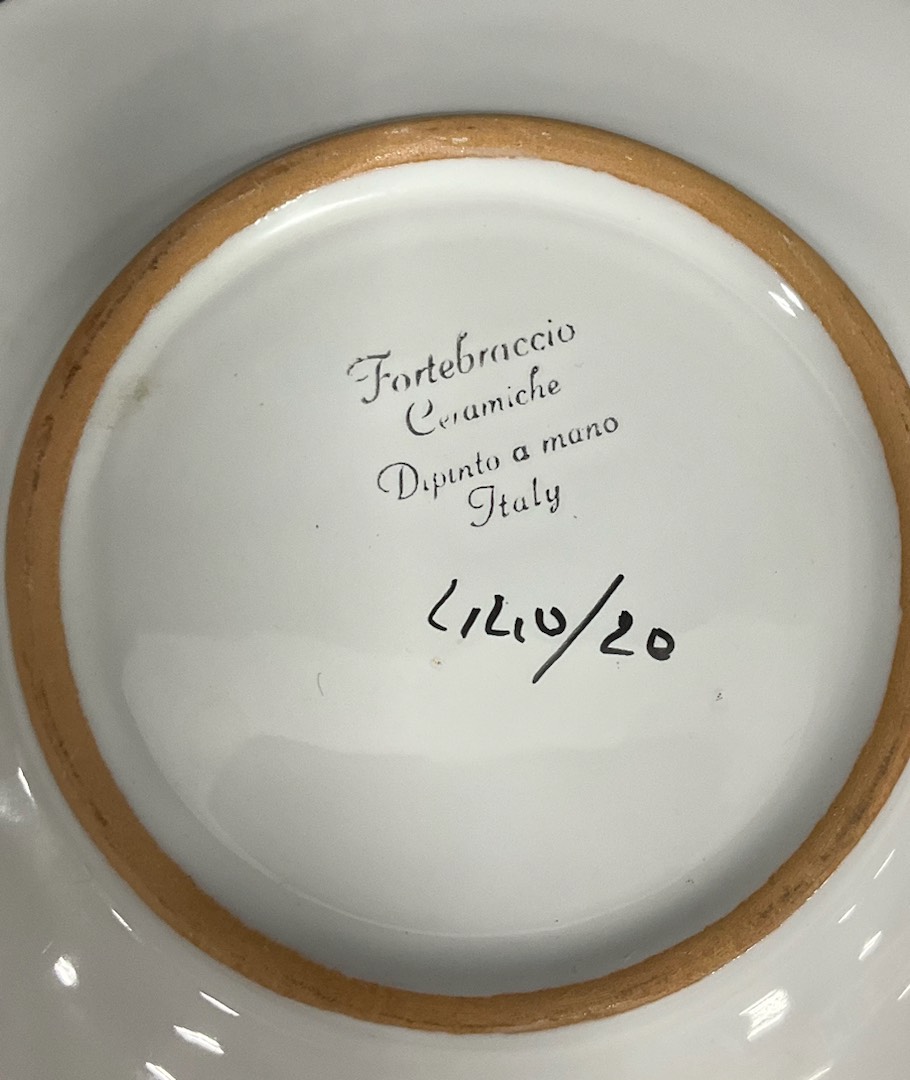 Fortebraccio
Ceramiche
Dipinto a mano
Italy
LILIO/20